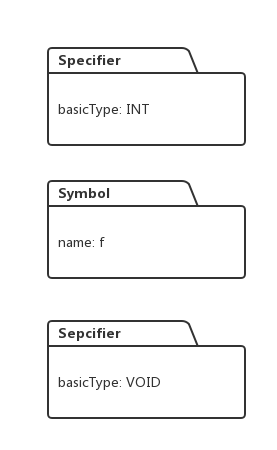 Specifier
basicType: INT
Symbol
name: f
Sepcifier
basicType: VOID